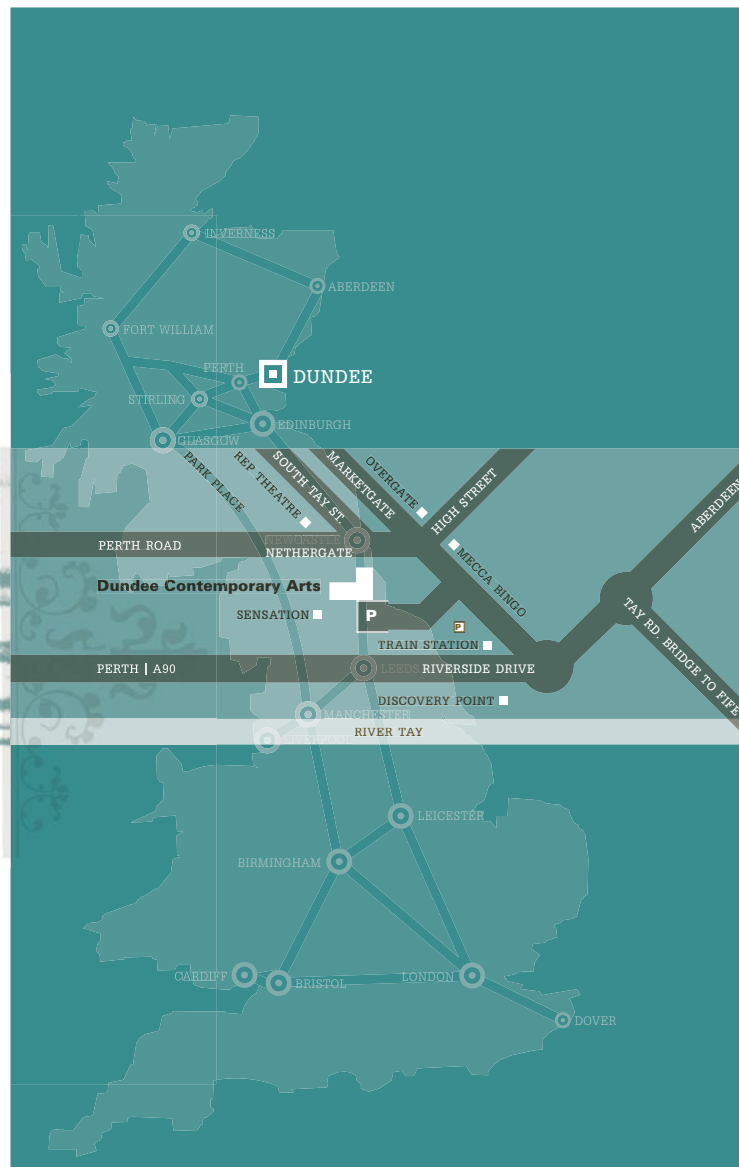 INVERNESS
ABERDEEN
FORT WILLIAM
PERTH
DUNDEE
STIRLING
EDINBURGH
GLASGOW
PARK PLACE
REP THEATRE
SOUTH TAY ST.
MARKETGATE
OVERGATE
HIGH STREET
ABERDEEN
PERTH ROAD
NEWCASTLE
NETHERGATE
MECCA BINGO
Dundee Contemporary Arts
SENSATION
P
P
TAY RD. BRIDGE TO FIFE
TRAIN STATION
PERTH | A90
LEEDS
RIVERSIDE DRIVE
DISCOVERY POINT
MANCHESTER
RIVER TAY
LIVERPOOL
LEICESTER
BIRMINGHAM
CARDIFF
BRISTOL
LONDON
DOVER